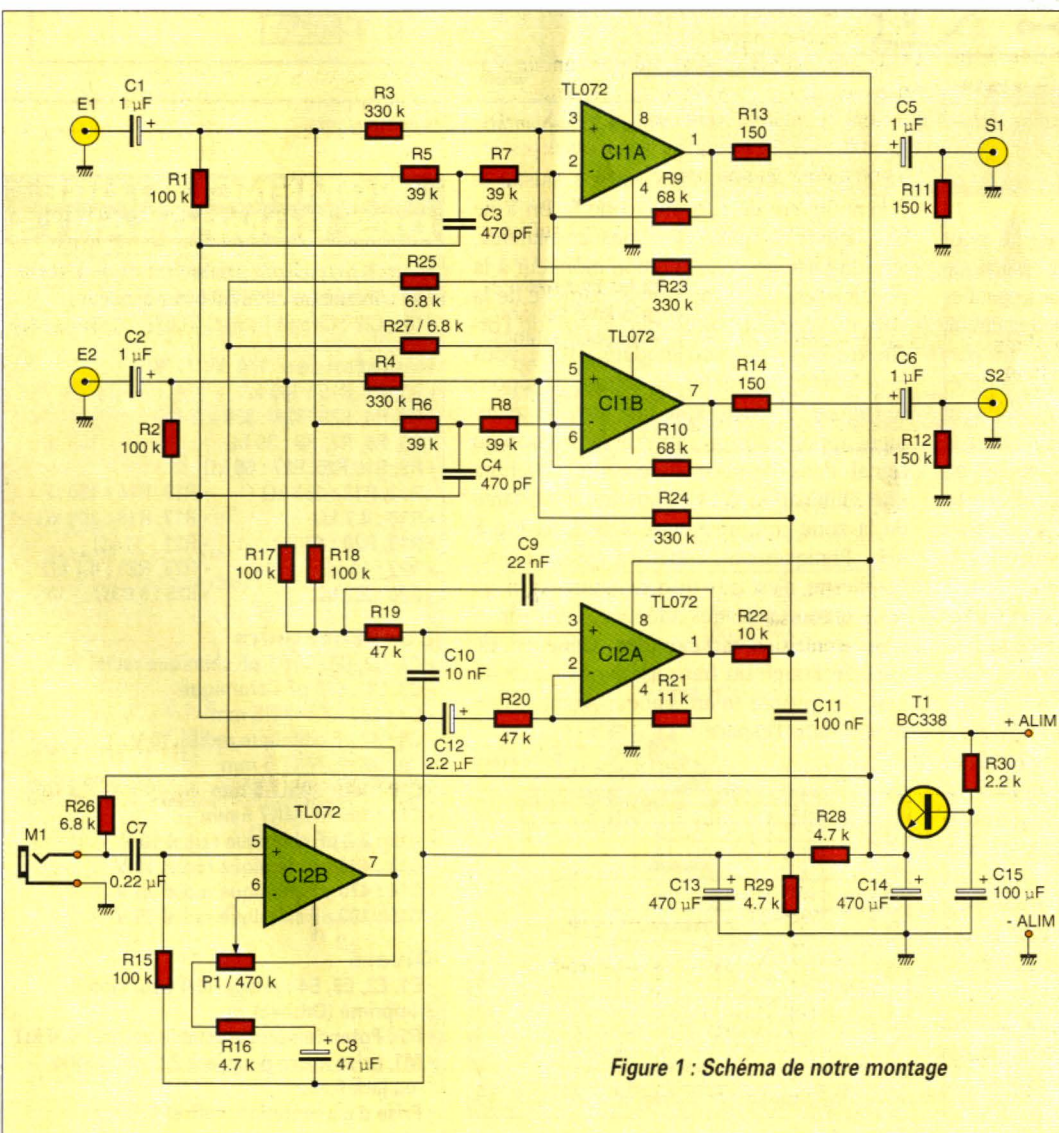 E1
C1
1 µF
+
R1
100 k
R3
330 k
R5
39 k
R7
39 k
C3
470 pF
TL072
3
+
2
-
8
1
4
CI1A
R9
68 k
R13
150
C5
1 µF
+
S1
R11
150 k
R25
6.8 k
R23
330 k
R27 / 6.8 k
E2
C2
1 µF
+
R2
100 k
R4
330 k
R6
39 k
R8
39 k
C4
470 pF
TL072
5
+
6
-
7
CI1B
R10
68 k
R14
150
C6
1 µF
+
S2
R12
150 k
R24
330 k
R17
100 k
R18
100 k
C9
22 nF
R19
47 k
C10
10 nF
C12
2.2 µF
+
R20
47 k
TL072
3
+
2
-
8
1
4
CI2A
R21
11 k
R22
10 k
C11
100 nF
T1
BC338
+ ALIM
R30
2.2 k
R28
4.7 k
R29
4.7 k
C13
470 µF
+
C14
470 µF
+
C15
100 µF
+
- ALIM
M1
R26
6.8 k
C7
0.22 µF
TL072
5
+
6
-
7
CI2B
R15
100 k
P1 / 470 k
R16
4.7 k
C8
47 µF
+
Figure 1 : Schéma de notre montage